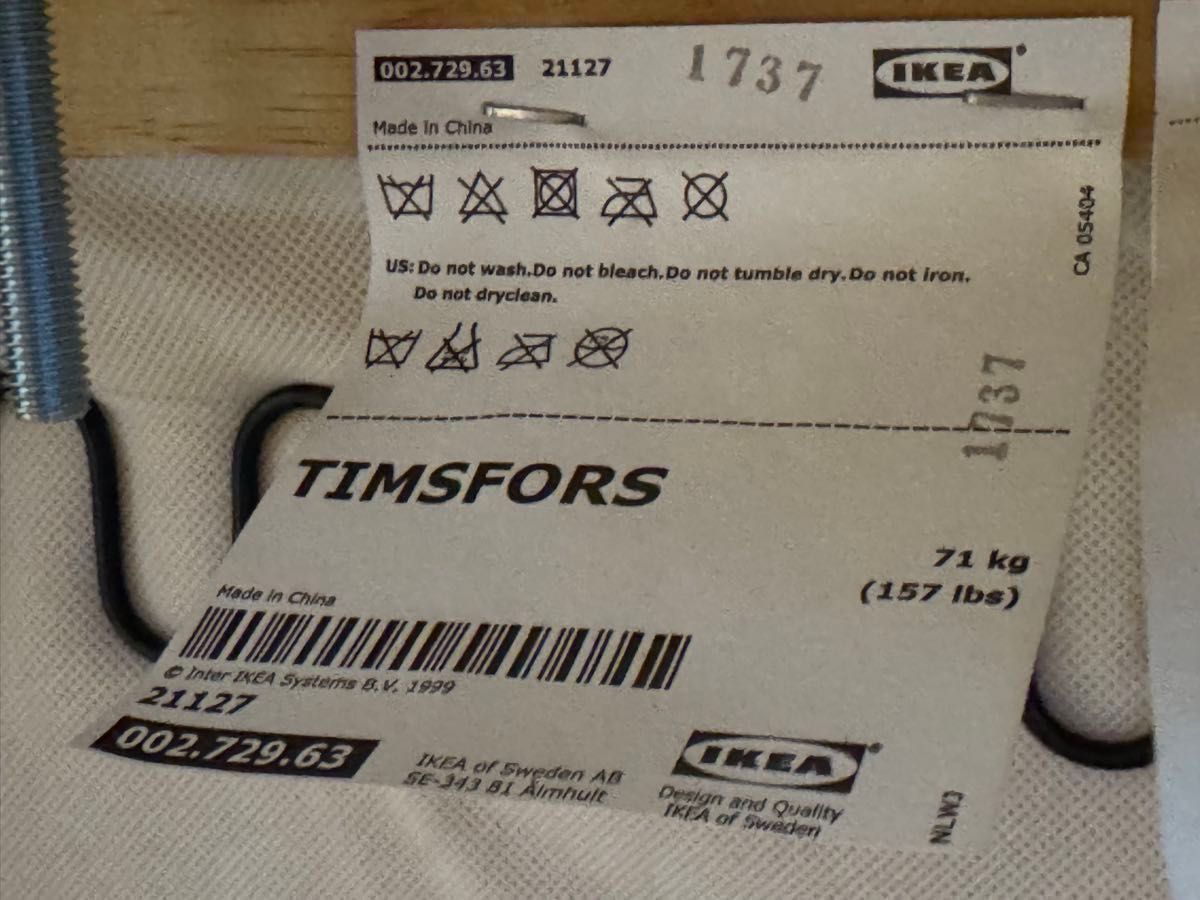 002.729.63 21127 1737 IKEA
Made in China
CA 05404
US: Do not wash.Do not bleach.Do not tumble dry.Do not iron.
Do not dryclean.
1737
TIMSFORS
71 kg
(157 lbs)
Made in China
© Inter IKEA Systems B.V. 1999
21127
002.729.63
IKEA of Sweden AB
SE-343 81 Älmhult
IKEA
Design and Quality
IKEA of Sweden